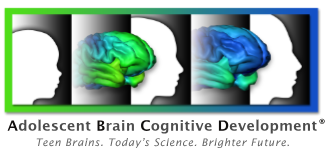 Adolescent Brain Cognitive Development®
Teen Brains. Today's Science. Brighter Future.